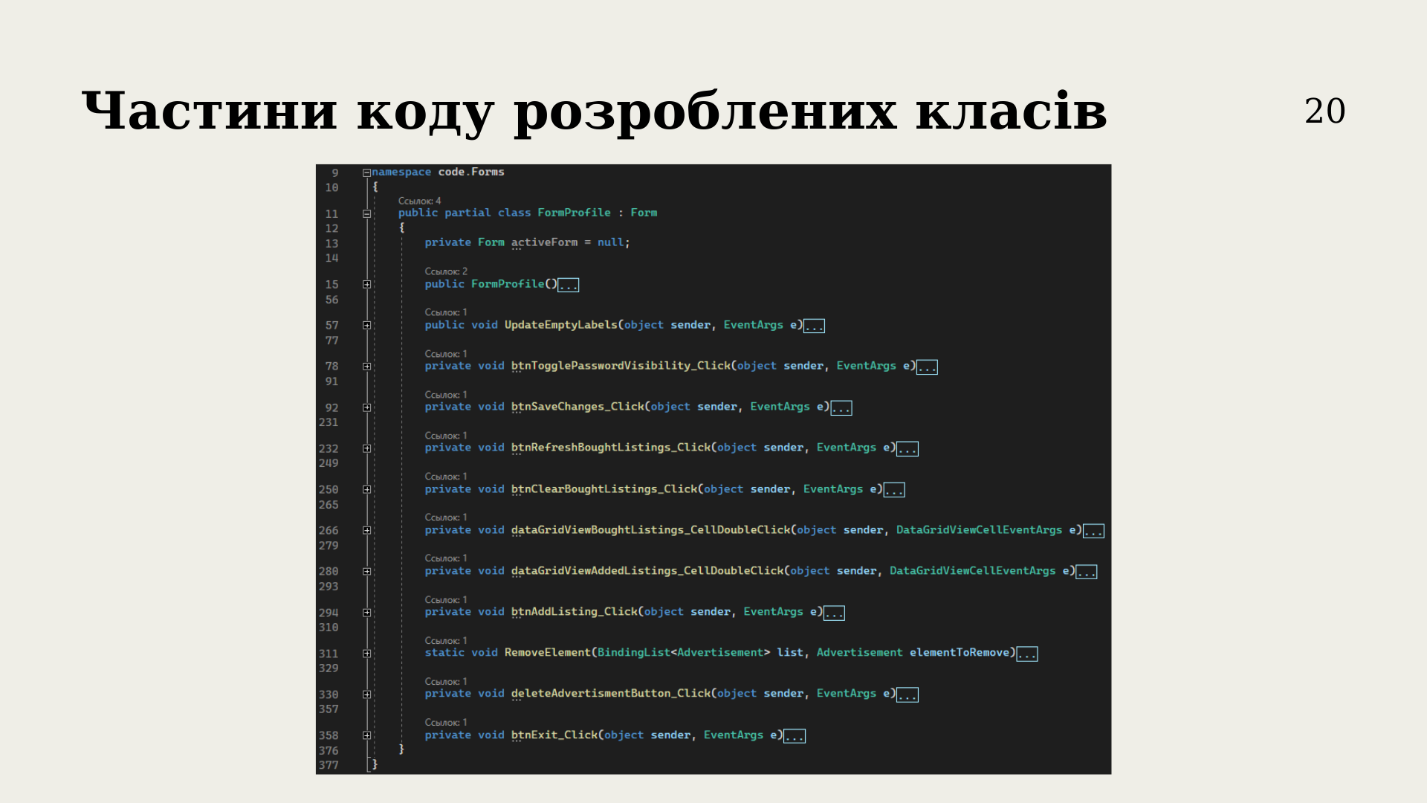 Частини коду розроблених класів
20
9 namespace code.Forms
10 {
Ссылок: 4
11 public partial class FormProfile : Form
12 {
13 private Form activeForm = null;
14
Ссылок: 2
15 public FormProfile()...
56
Ссылок: 1
57 public void UpdateEmptyLabels(object sender, EventArgs e)...
77
Ссылок: 1
78 private void btnTogglePasswordVisibility_Click(object sender, EventArgs e)...
91
Ссылок: 1
92 private void btnSaveChanges_Click(object sender, EventArgs e)...
231
Ссылок: 1
232 private void btnRefreshBoughtListings_Click(object sender, EventArgs e)...
249
Ссылок: 1
250 private void btnClearBoughtListings_Click(object sender, EventArgs e)...
265
Ссылок: 1
266 private void dataGridViewBoughtListings_CellDoubleClick(object sender, DataGridViewCellEventArgs e)...
279
Ссылок: 1
280 private void dataGridViewAddedListings_CellDoubleClick(object sender, DataGridViewCellEventArgs e)...
293
Ссылок: 1
294 private void btnAddListing_Click(object sender, EventArgs e)...
310
Ссылок: 1
311 static void RemoveElement(BindingList<Advertisement> list, Advertisement elementToRemove)...
329
Ссылок: 1
330 private void deleteAdvertismentButton_Click(object sender, EventArgs e)...
357
Ссылок: 1
358 private void btnExit_Click(object sender, EventArgs e)...
376 }
377 }